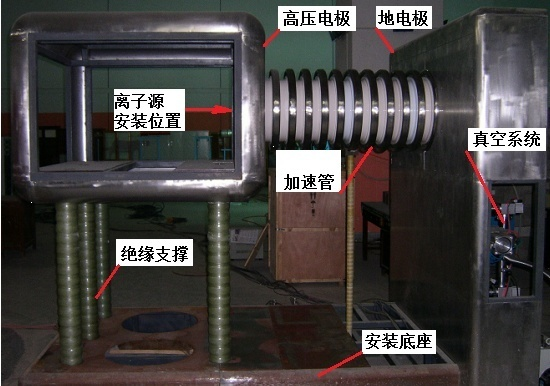 高压电极
地电极
离子源
安装位置
真空系统
加速管
绝缘支撑
安装底座